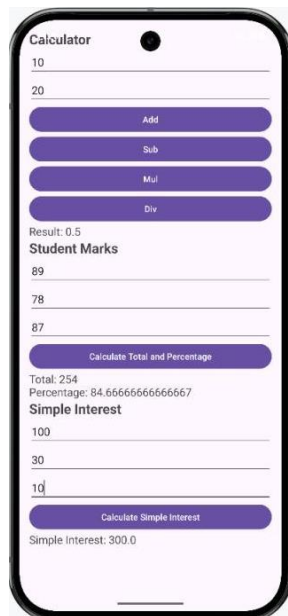 Calculator
10
20
Add
Sub
Mul
Div
Result: 0.5
Student Marks
89
78
87
Calculate Total and Percentage
Total: 254
Percentage: 84.66666666666667
Simple Interest
100
30
10
Calculate Simple Interest
Simple Interest: 300.0